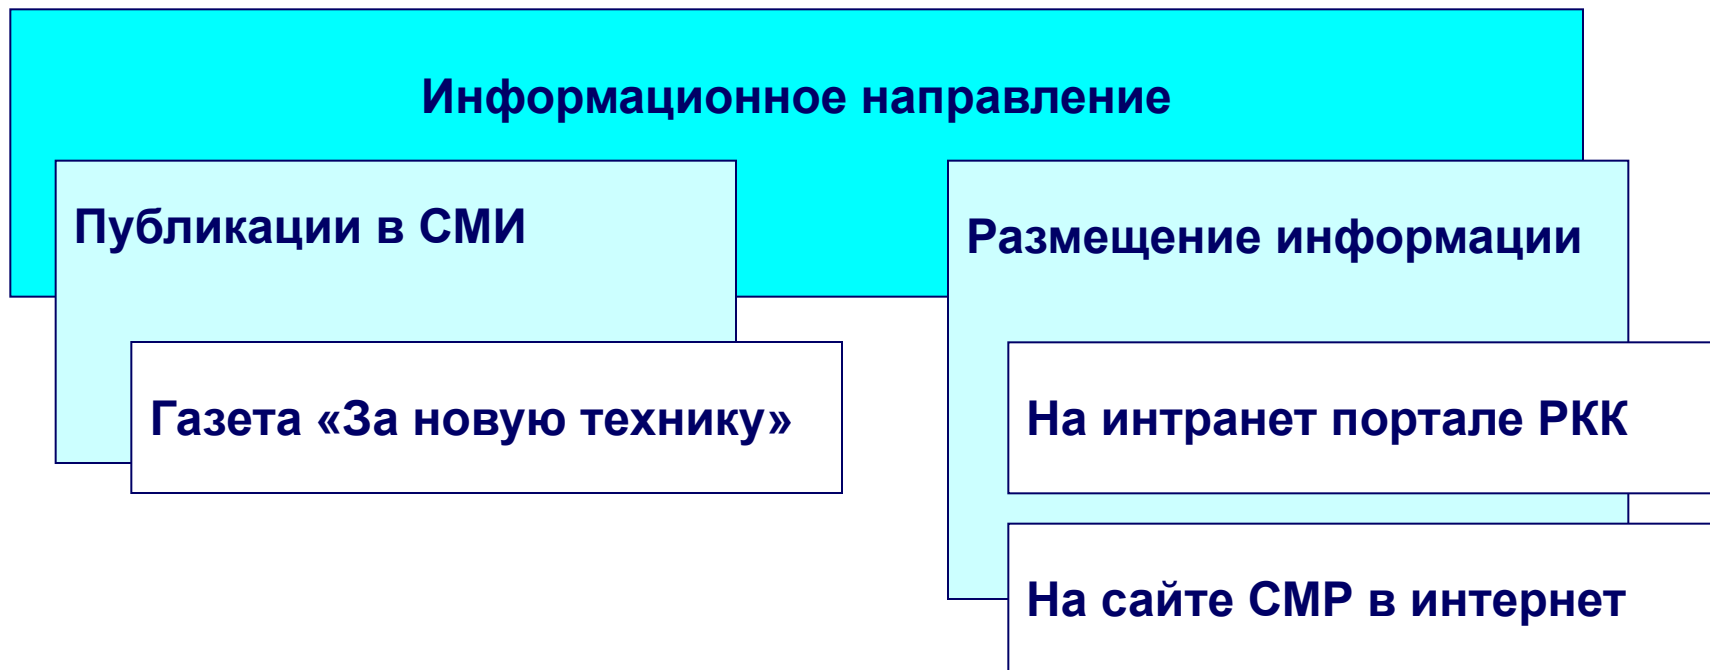 Информационное направление
Публикации в СМИ
Газета «За новую технику»
Размещение информации
На интранет портале РКК
На сайте СМР в интернет